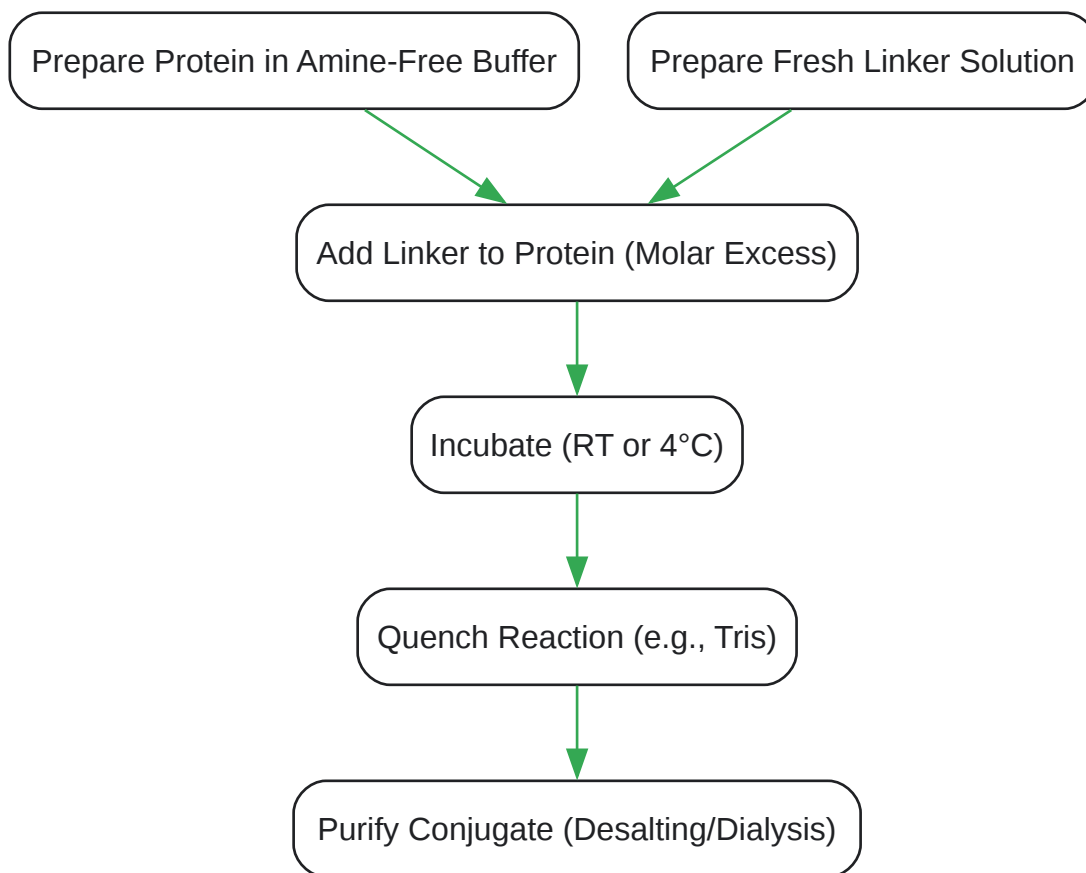 Prepare Protein in Amine-Free Buffer
Prepare Fresh Linker Solution
Add Linker to Protein (Molar Excess)
Incubate (RT or 4°C)
Quench Reaction (e.g., Tris)
Purify Conjugate (Desalting/Dialysis)